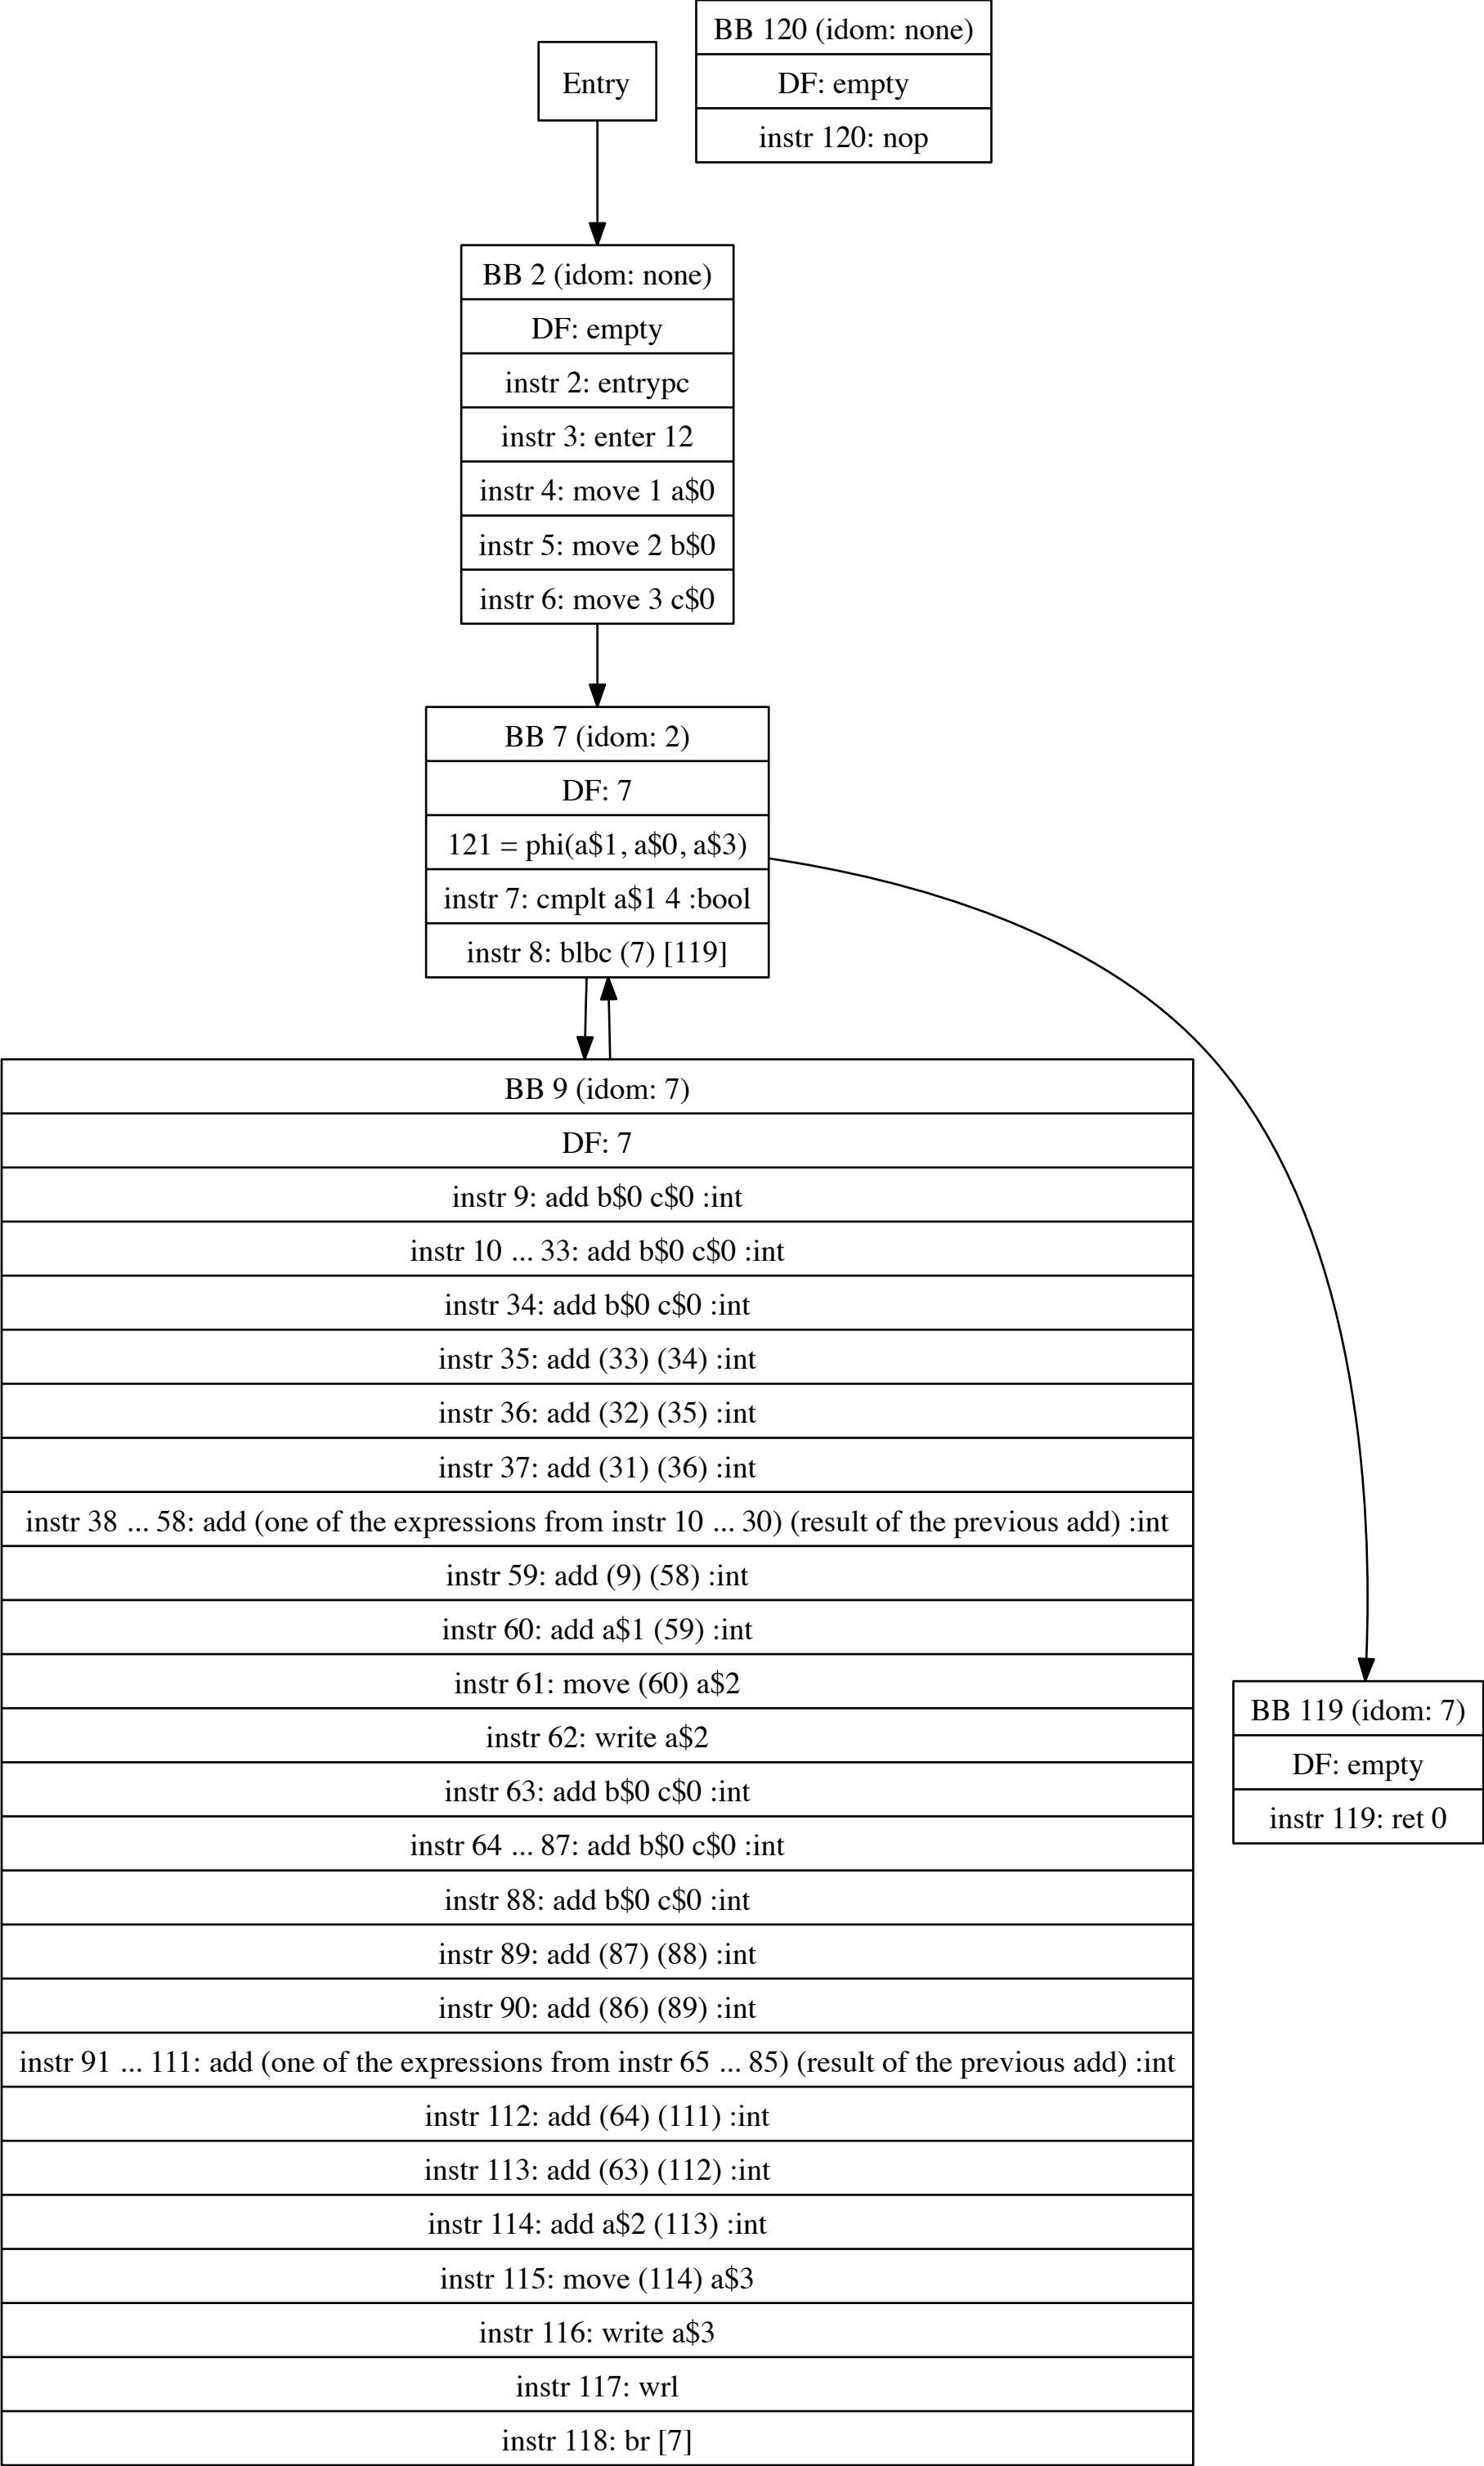 Entry
BB 120 (idom: none)
DF: empty
instr 120: nop
BB 2 (idom: none)
DF: empty
instr 2: entrypc
instr 3: enter 12
instr 4: move 1 a$0
instr 5: move 2 b$0
instr 6: move 3 c$0
BB 7 (idom: 2)
DF: 7
121 = phi(a$1, a$0, a$3)
instr 7: cmplt a$1 4 :bool
instr 8: blbc (7) [119]
BB 9 (idom: 7)
DF: 7
instr 9: add b$0 c$0 :int
instr 10 ... 33: add b$0 c$0 :int
instr 34: add b$0 c$0 :int
instr 35: add (33) (34) :int
instr 36: add (32) (35) :int
instr 37: add (31) (36) :int
instr 38 ... 58: add (one of the expressions from instr 10 ... 30) (result of the previous add) :int
instr 59: add (9) (58) :int
instr 60: add a$1 (59) :int
instr 61: move (60) a$2
instr 62: write a$2
instr 63: add b$0 c$0 :int
instr 64 ... 87: add b$0 c$0 :int
instr 88: add b$0 c$0 :int
instr 89: add (87) (88) :int
instr 90: add (86) (89) :int
instr 91 ... 111: add (one of the expressions from instr 65 ... 85) (result of the previous add) :int
instr 112: add (64) (111) :int
instr 113: add (63) (112) :int
instr 114: add a$2 (113) :int
instr 115: move (114) a$3
instr 116: write a$3
instr 117: wrl
instr 118: br [7]
BB 119 (idom: 7)
DF: empty
instr 119: ret 0